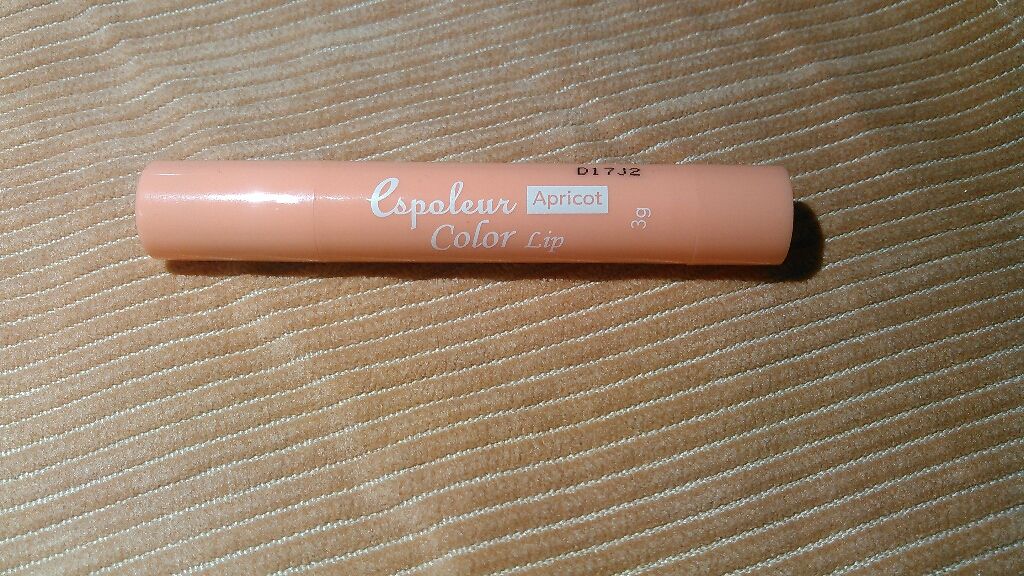 D17J2
Espoleur Apricot
Color Lip
3g